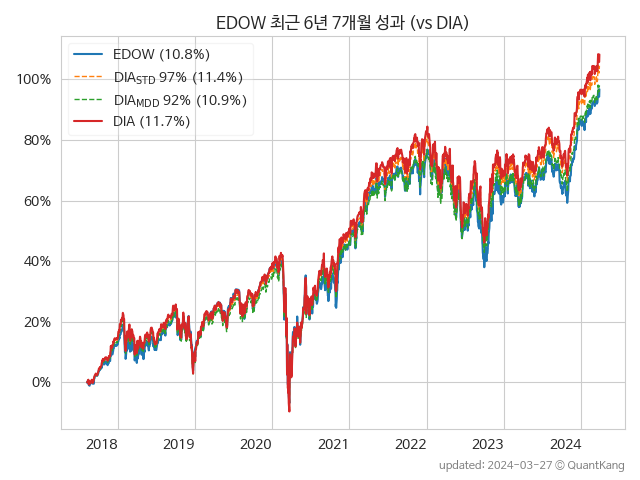 EDOW 최근 6년 7개월 성과 (vs DIA)
EDOW (10.8%)
DIA_STD 97% (11.4%)
DIA_MDD 92% (10.9%)
DIA (11.7%)
100%
80%
60%
40%
20%
0%
2018 2019 2020 2021 2022 2023 2024
updated: 2024-03-27 © QuantKang